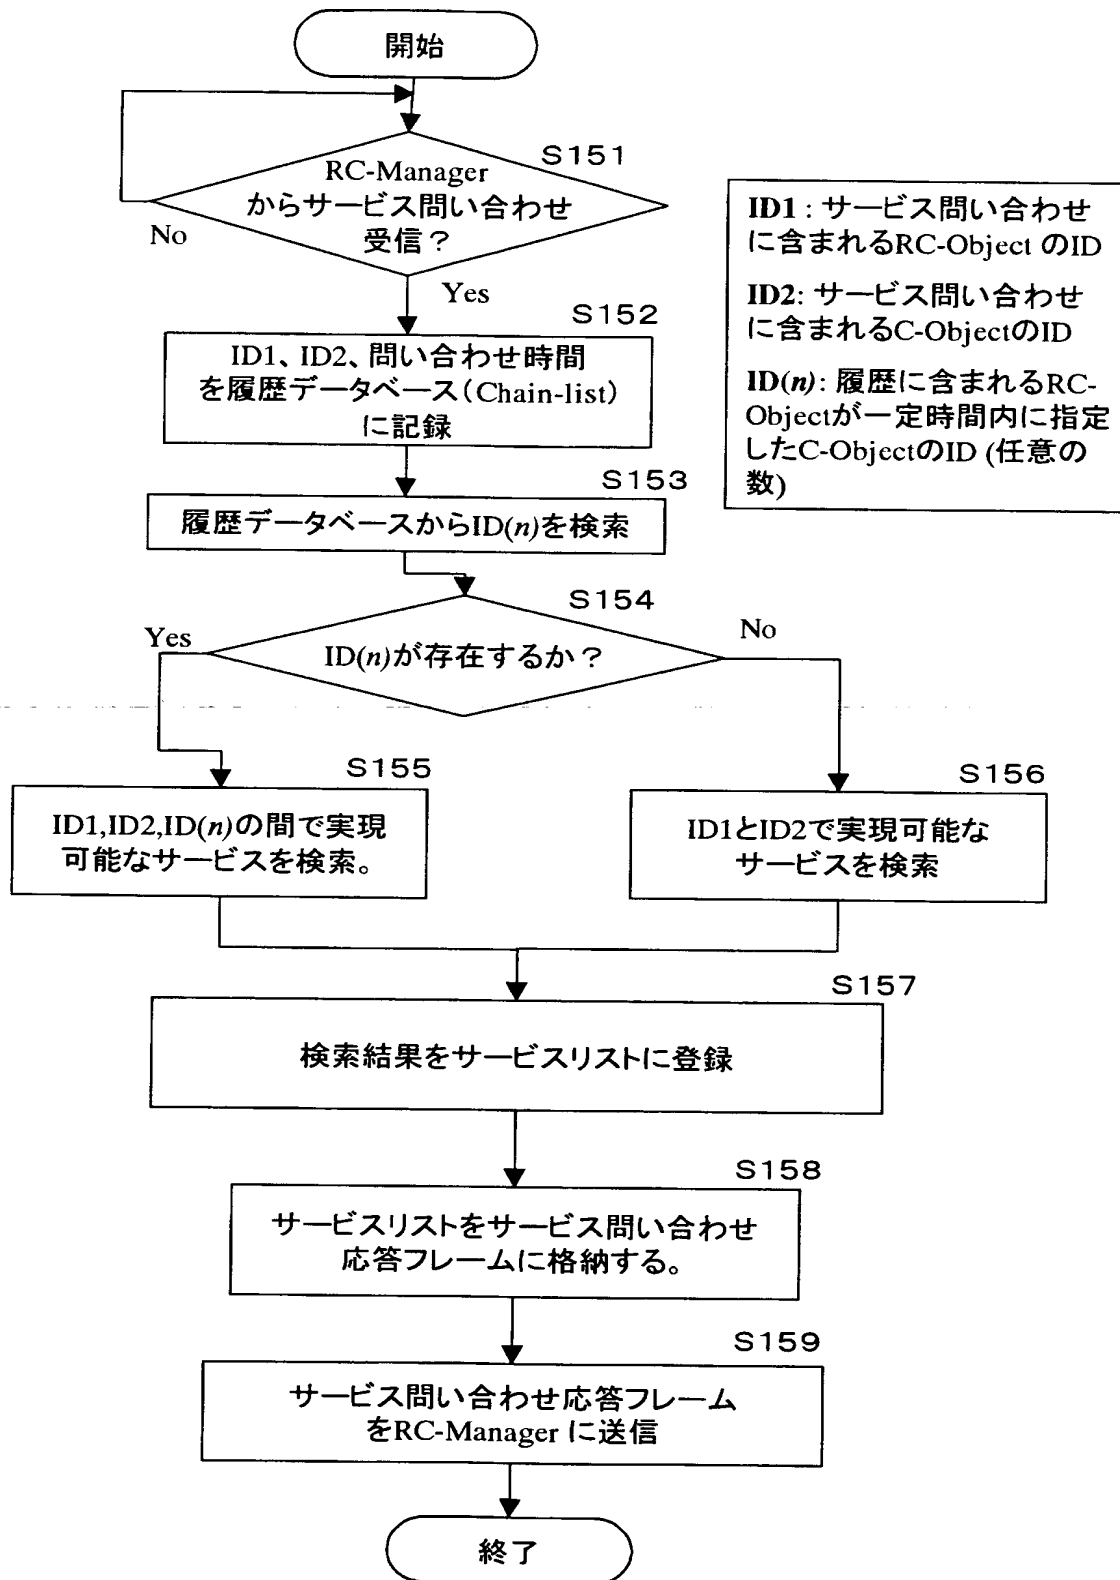 開始
S151
RC-Manager
からサービス問い合わせ
受信？
No
Yes
ID1 : サービス問い合わせ
に含まれるRC-Object のID
ID2: サービス問い合わせ
に含まれるC-ObjectのID
ID(n): 履歴に含まれるRC-
Objectが一定時間内に指定
したC-ObjectのID (任意の
数)
S152
ID1、ID2、問い合わせ時間
を履歴データベース（Chain-list）
に記録
S153
履歴データベースからID(n)を検索
S154
Yes
ID(n)が存在するか？
No
S155
ID1,ID2,ID(n)の間で実現
可能なサービスを検索。
S156
ID1とID2で実現可能な
サービスを検索
S157
検索結果をサービスリストに登録
S158
サービスリストをサービス問い合わせ
応答フレームに格納する。
S159
サービス問い合わせ応答フレーム
をRC-Manager に送信
終了